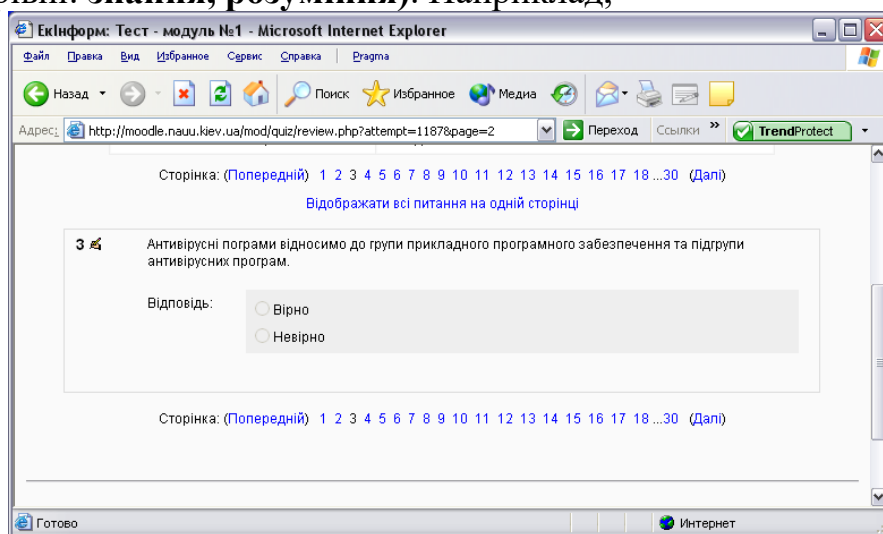 знання, розуміння). Наприклад,
ЕкІнформ: Тест - модуль №1 - Microsoft Internet Explorer
Файл Правка Вид Избранное Сервис Справка Pragma
Назад Поиск Избранное Медиа
Адрес: http://moodle.nauu.kiev.ua/mod/quiz/review.php?attempt=1187&page=2 Переход Ссылки » TrendProtect
Сторінка: (Попередній) 1 2 3 4 5 6 7 8 9 10 11 12 13 14 15 16 17 18 ...30 (Далі)
Відображати всі питання на одній сторінці
3 Антивірусні пограми відносимо до групи прикладного програмного забезпечення та підгрупи
антивірусних програм.
Відповідь:
Вірно
Невірно
Сторінка: (Попередній) 1 2 3 4 5 6 7 8 9 10 11 12 13 14 15 16 17 18 ...30 (Далі)
Готово Интернет